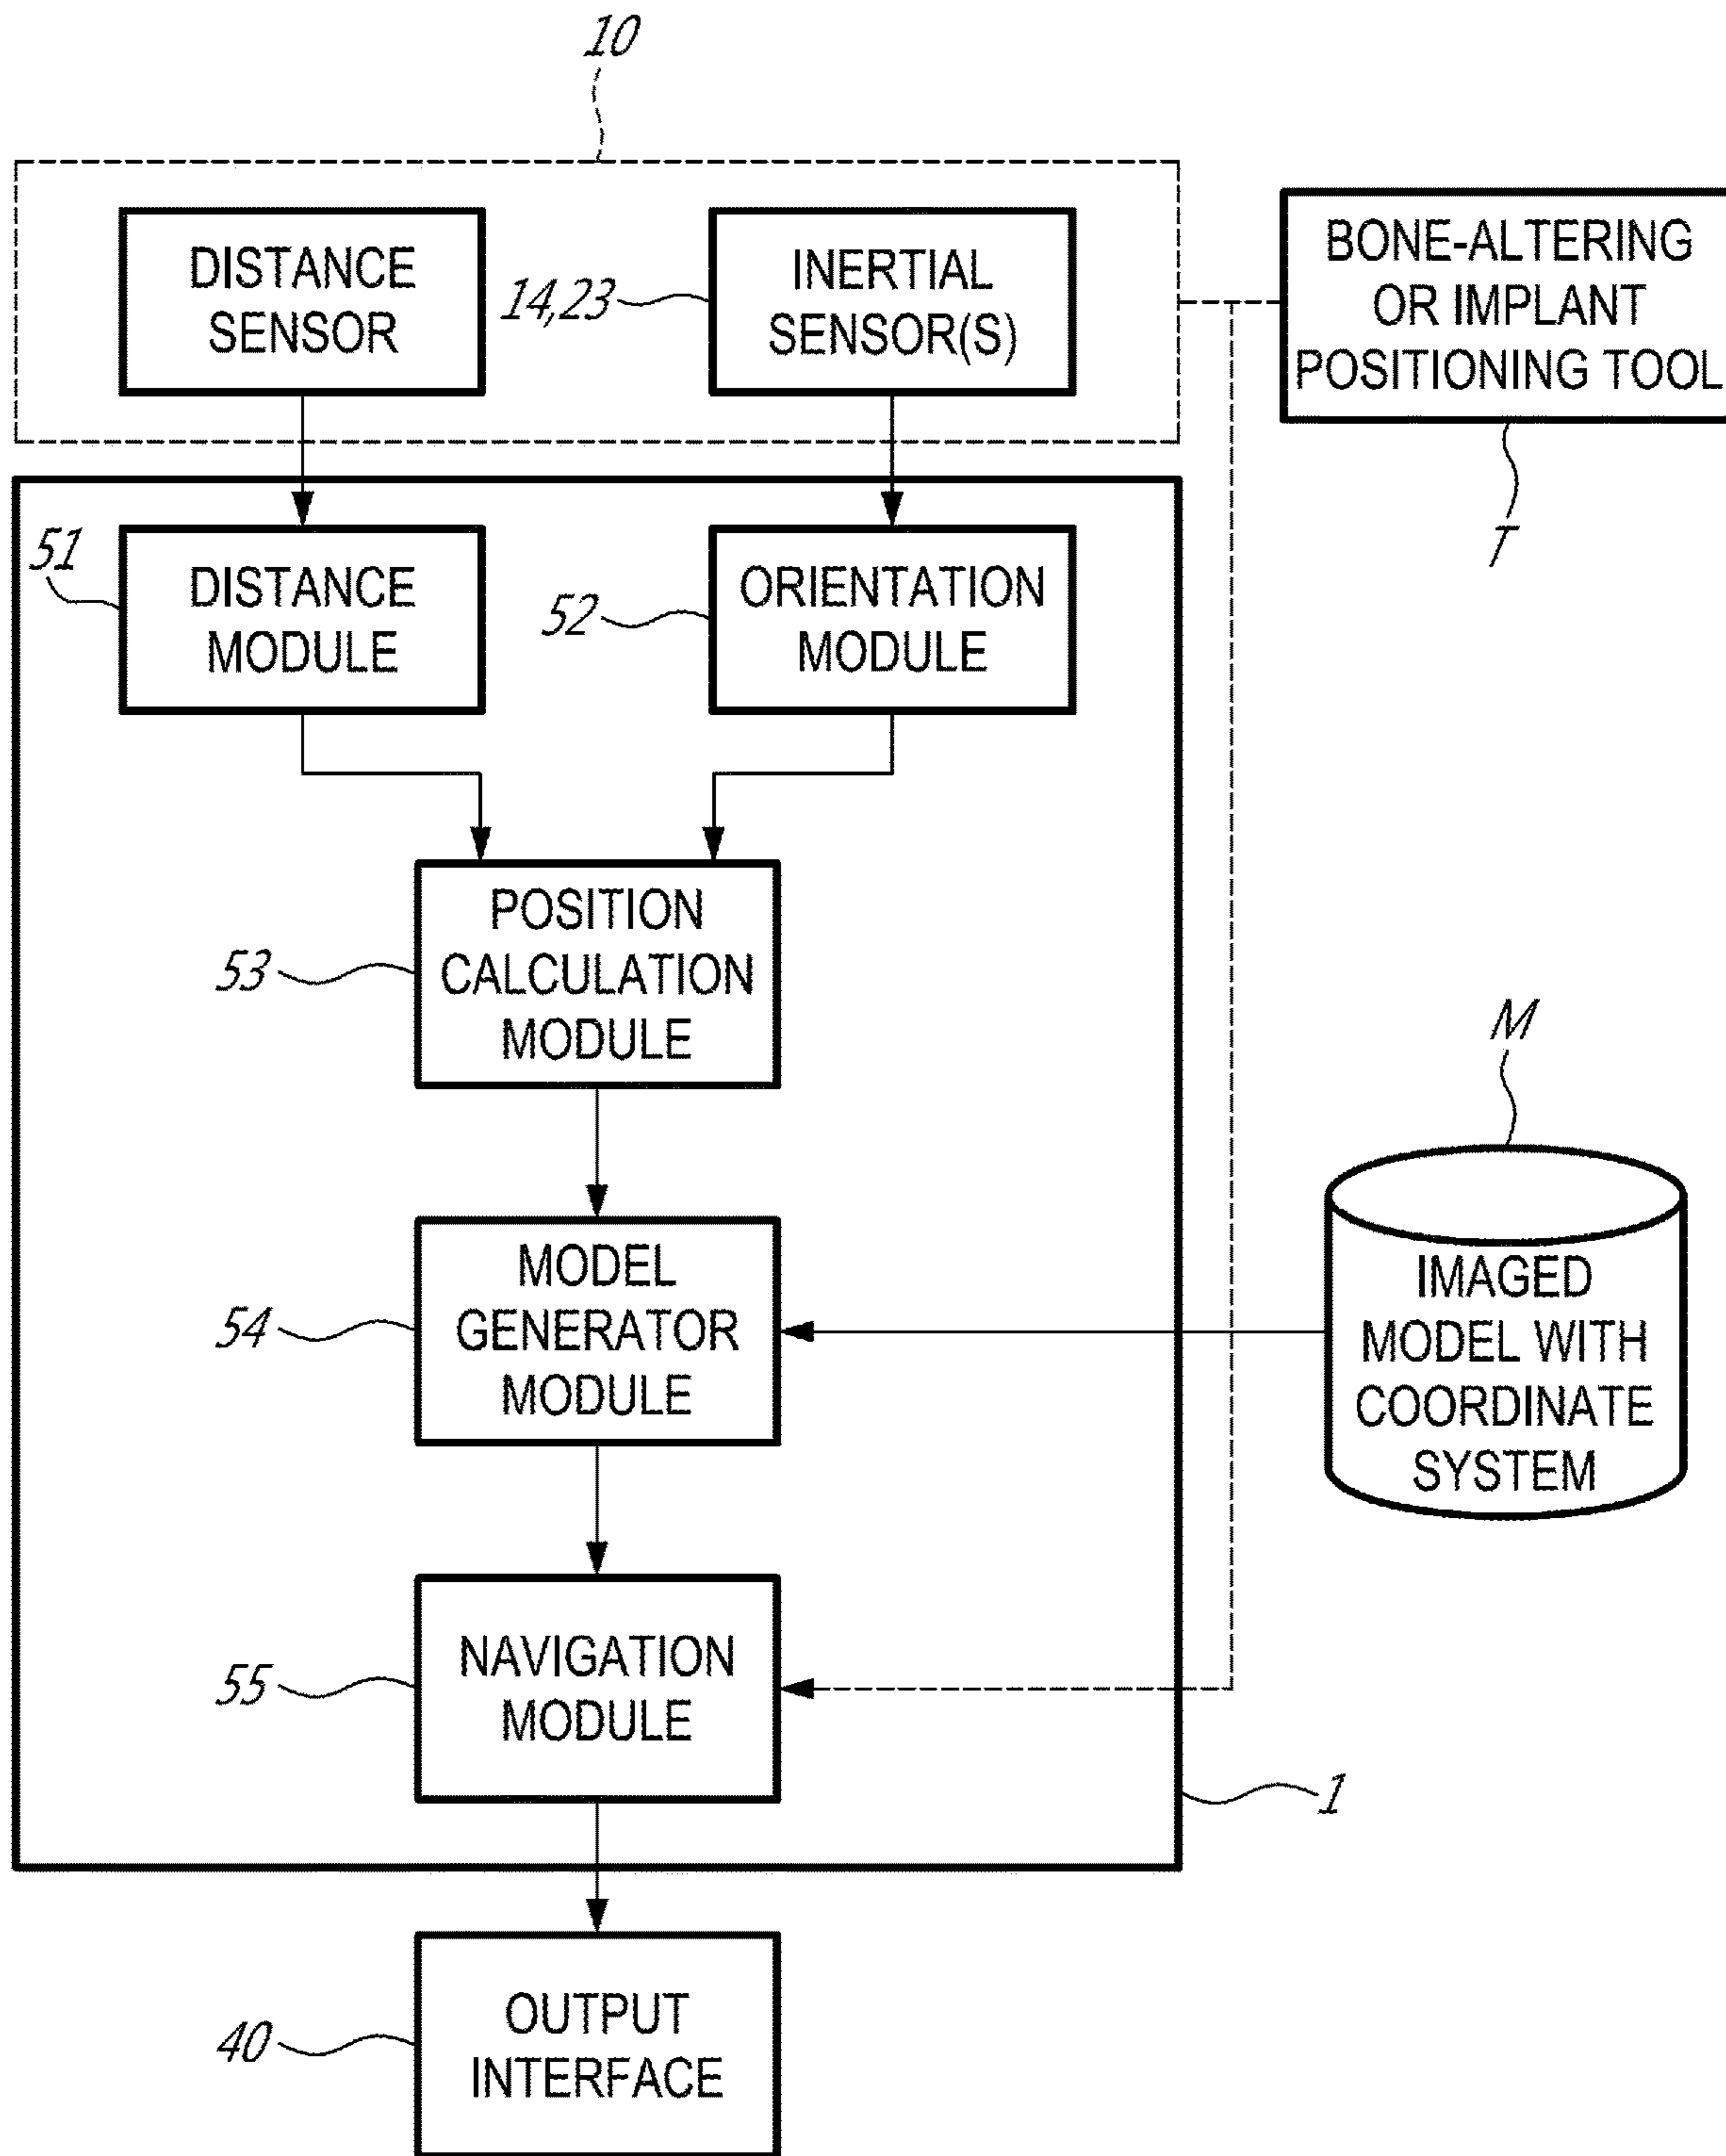 10
DISTANCE
SENSOR
14,23
INERTIAL
SENSOR(S)
BONE-ALTERING
OR IMPLANT
POSITIONING TOOL
T
51
DISTANCE
MODULE
52
ORIENTATION
MODULE
53
POSITION
CALCULATION
MODULE
M
54
MODEL
GENERATOR
MODULE
IMAGED
MODEL WITH
COORDINATE
SYSTEM
55
NAVIGATION
MODULE
1
40
OUTPUT
INTERFACE